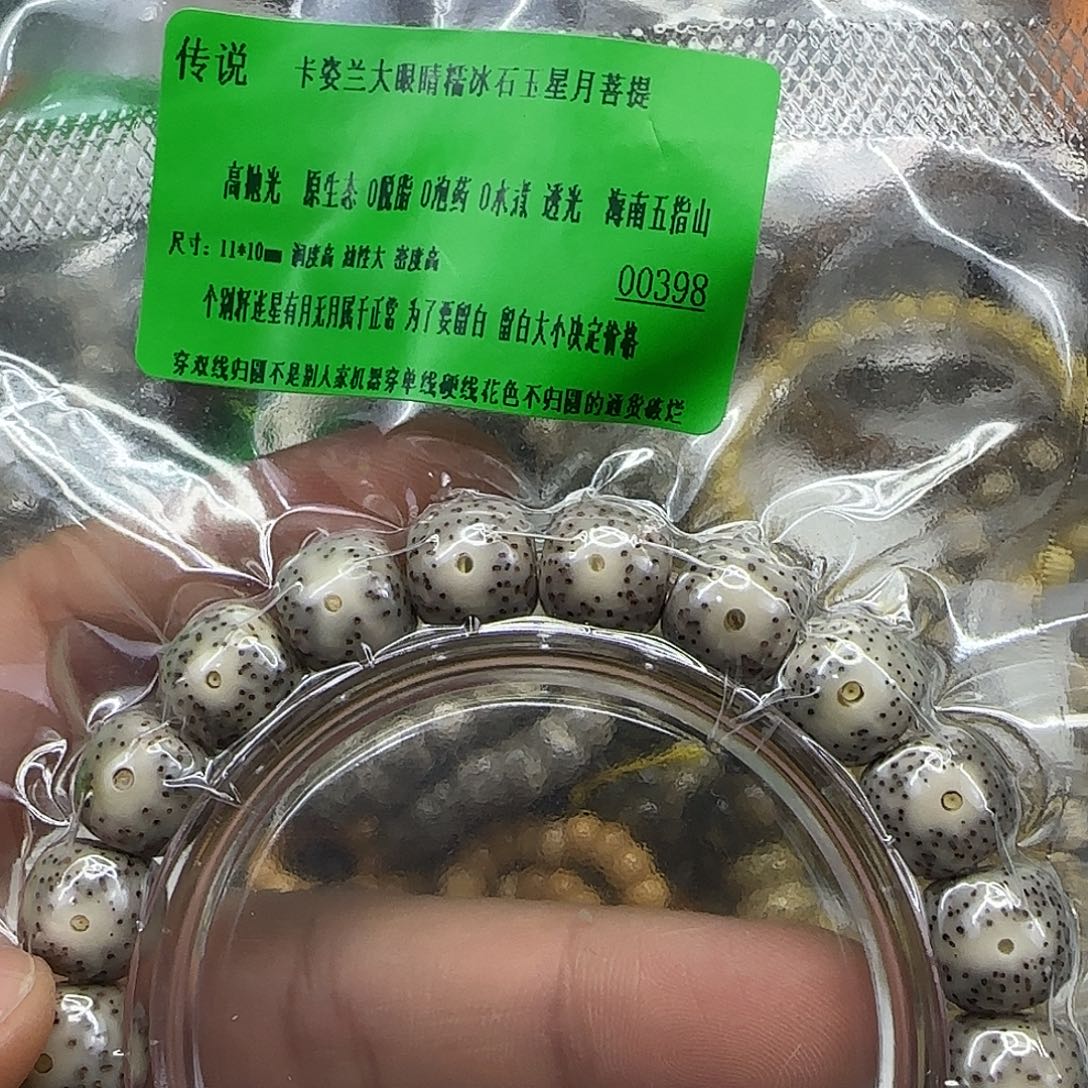 传说 卡姿兰大眼睛糯冰石玉星月菩提
高抛光 原生态 0脱脂 0泡药 0水煮 透光 海南五指山
尺寸：11*10mm 润度高 油性大 密度高
00398
个别奸连星有月无月属于正常 为了要留白 留白大小决定价格
穿双线归圆不是别人家机器穿单线硬线花色不归圆的通货破烂